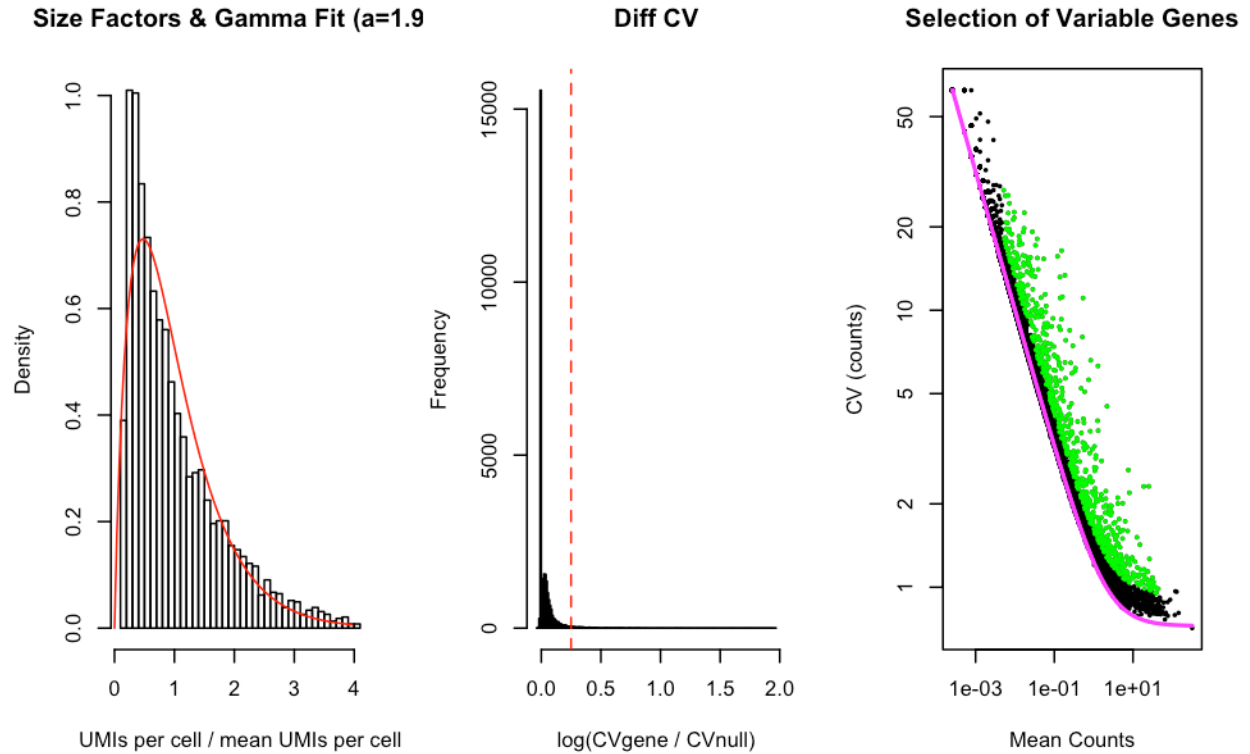 Size Factors & Gamma Fit (a=1.9
Density
0.0
0.2
0.4
0.6
0.8
1.0
0
1
2
3
4
UMIs per cell / mean UMIs per cell
Diff CV
Frequency
0
5000
10000
15000
0.0
0.5
1.0
1.5
2.0
log(CVgene / CVnull)
Selection of Variable Genes
CV (counts)
1
2
5
10
20
50
1e-03
1e-01
1e+01
Mean Counts